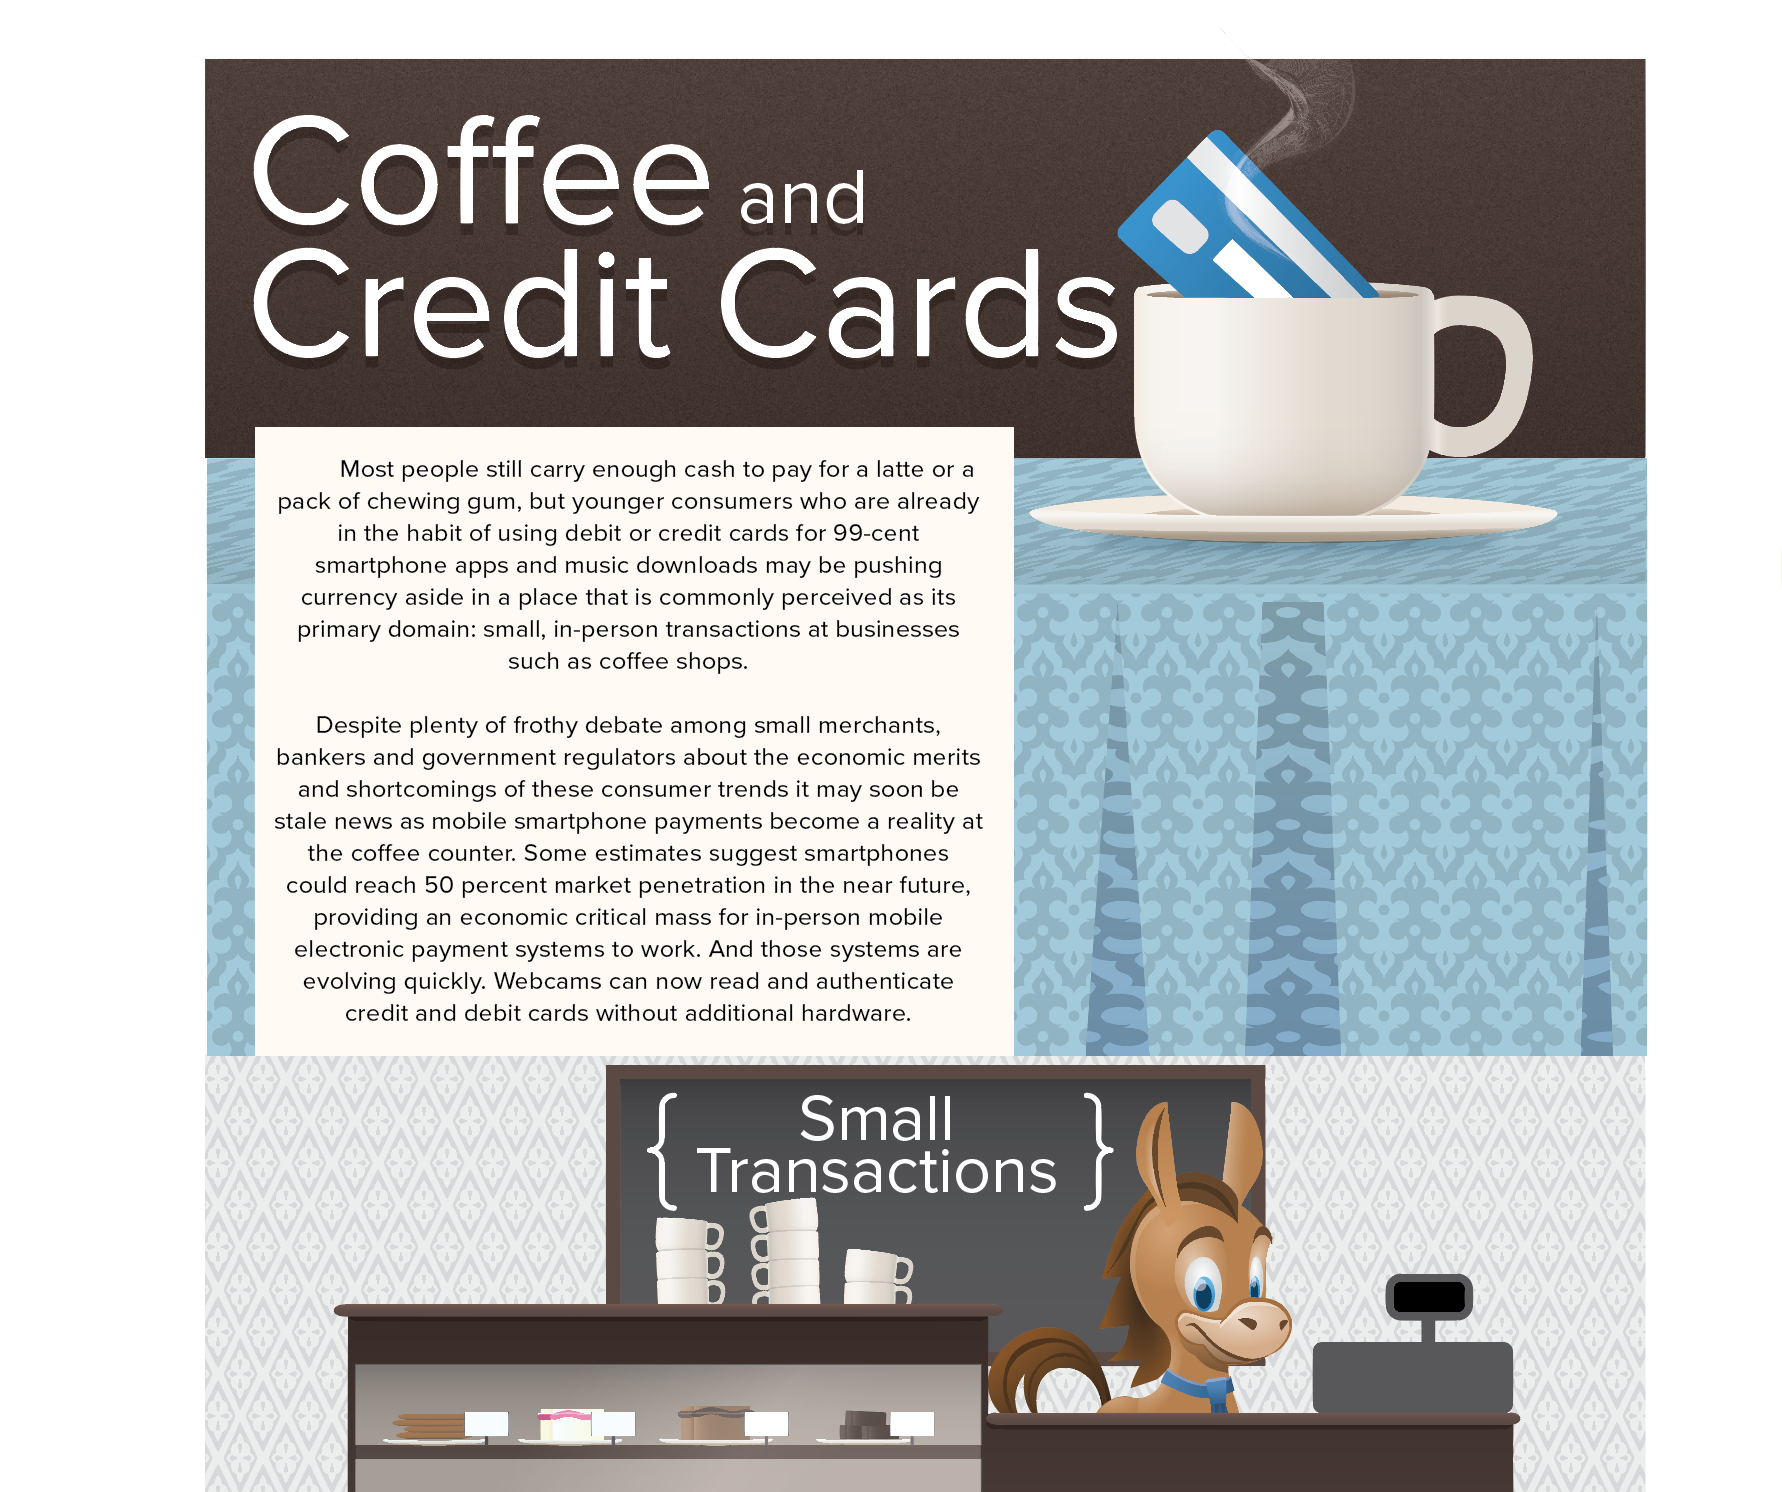 Coffee and
Credit Cards
Most people still carry enough cash to pay for a latte or a
pack of chewing gum, but younger consumers who are already
in the habit of using debit or credit cards for 99-cent
smartphone apps and music downloads may be pushing
currency aside in a place that is commonly perceived as its
primary domain: small, in-person transactions at businesses
such as coffee shops.
Despite plenty of frothy debate among small merchants,
bankers and government regulators about the economic merits
and shortcomings of these consumer trends it may soon be
stale news as mobile smartphone payments become a reality at
the coffee counter. Some estimates suggest smartphones
could reach 50 percent market penetration in the near future,
providing an economic critical mass for in-person mobile
electronic payment systems to work. And those systems are
evolving quickly. Webcams can now read and authenticate
credit and debit cards without additional hardware.
{ Small
Transactions }